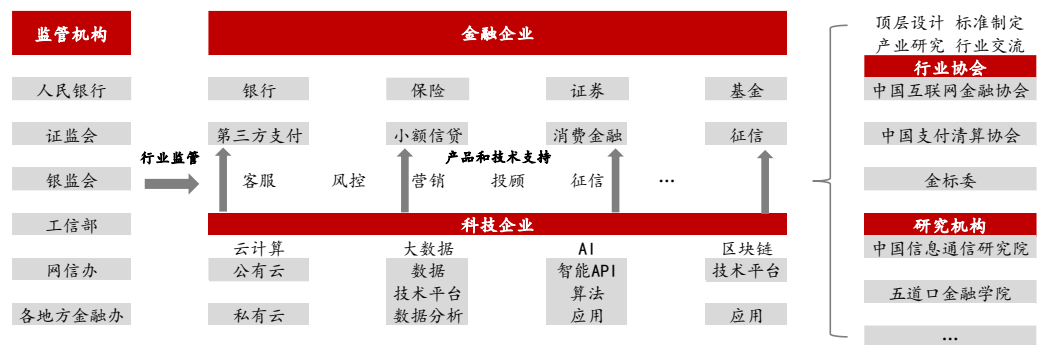 监管机构
人民银行
证监会
银监会
工信部
网信办
各地方金融办
行业监管
金融企业
银行 保险 证券 基金
第三方支付 小额信贷 消费金融 征信
产品和技术支持
客服 风控 营销 投顾 征信 …
科技企业
云计算 大数据 AI 区块链
公有云 数据 智能API 技术平台
技术平台 算法
私有云 数据分析 应用 应用
顶层设计 标准制定
产业研究 行业交流
行业协会
中国互联网金融协会
中国支付清算协会
金标委
研究机构
中国信息通信研究院
五道口金融学院
…